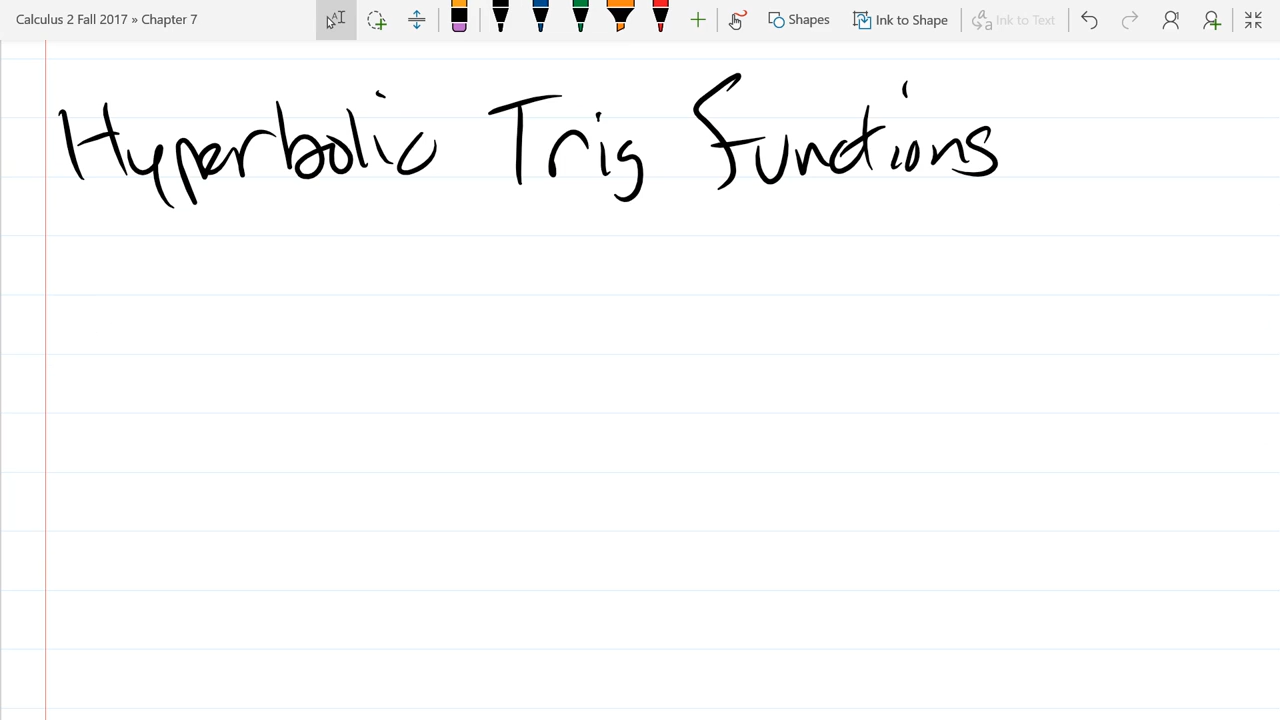 Calculus 2 Fall 2017 » Chapter 7
Shapes
Ink to Shape
Ink to Text
Hyperbolic Trig functions